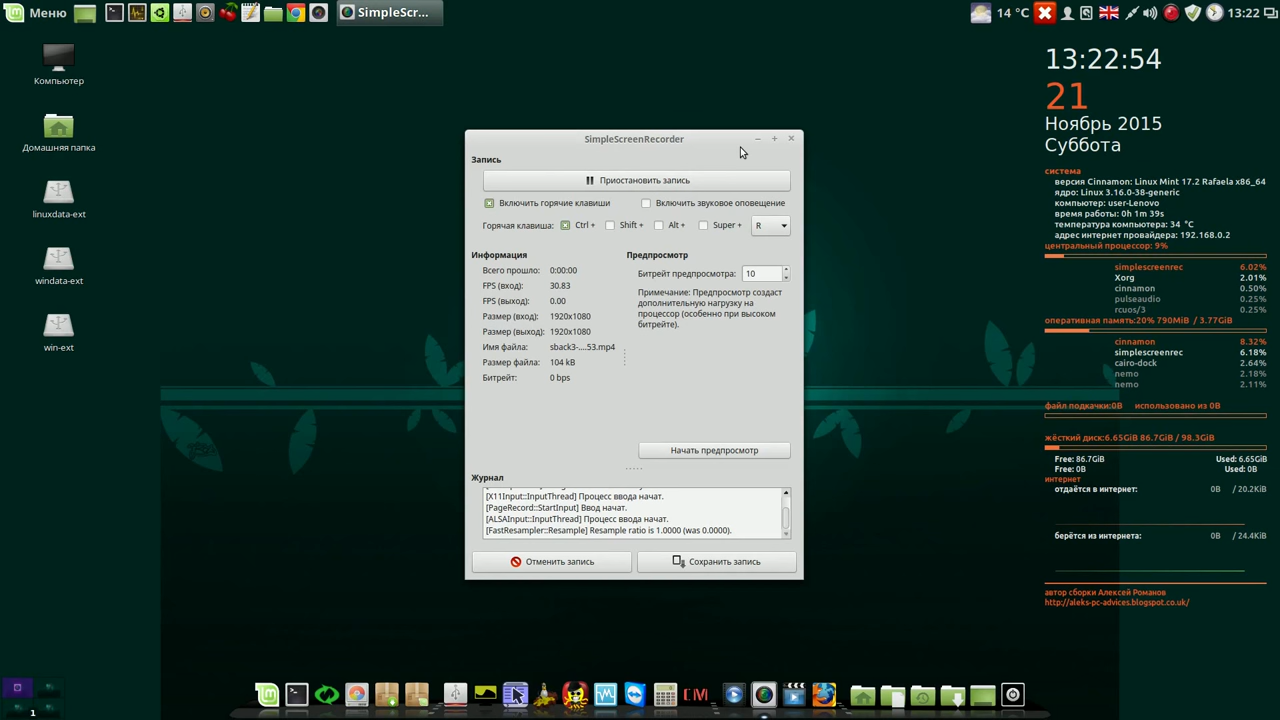 Меню
SimpleScr...
14 °C
13:22
Компьютер
Домашняя папка
linuxdata-ext
windata-ext
win-ext
SimpleScreenRecorder
Запись
Приостановить запись
Включить горячие клавиши
Включить звуковое оповещение
Горячая клавиша: Ctrl + Shift + Alt + Super + R
Информация
Всего прошло: 0:00:00
FPS (вход): 30.83
FPS (выход): 0.00
Размер (вход): 1920x1080
Размер (выход): 1920x1080
Имя файла: sback3-....53.mp4
Размер файла: 104 kB
Битрейт: 0 bps
Предпросмотр
Битрейт предпросмотра: 10
Примечание: Предпросмотр создаст
дополнительную нагрузку на
процессор (особенно при высоком
битрейте).
Начать предпросмотр
Журнал
[X11Input::InputThread] Процесс ввода начат.
[PageRecord::StartInput] Ввод начат.
[ALSAInput::InputThread] Процесс ввода начат.
[FastResampler::Resample] Resample ratio is 1.0000 (was 0.0000).
Отменить запись
Сохранить запись
13:22:54
21
Ноябрь 2015
Суббота
система
версия Cinnamon: Linux Mint 17.2 Rafaela x86_64
ядро: Linux 3.16.0-38-generic
компьютер: user-Lenovo
время работы: 0h 1m 39s
температура компьютера: 34 °C
адрес интернет провайдера: 192.168.0.2
центральный процессор: 9%
simplescreenrec 6.02%
Xorg 2.01%
cinnamon 0.50%
pulseaudio 0.25%
rcuos/3 0.25%
оперативная память:20% 790MiB / 3.77GiB
cinnamon 8.32%
simplescreenrec 6.18%
cairo-dock 2.64%
nemo 2.18%
nemo 2.11%
файл подкачки:0B использовано из 0B
жёсткий диск:6.65GiB 86.7GiB / 98.3GiB
Free: 86.7GiB Used: 6.65GiB
Free: 0B Used: 0B
интернет
отдаётся в интернет: 0B / 20.2KiB
берётся из интернета: 0B / 24.4KiB
автор сборки Алексей Романов
http://aleks-pc-advices.blogspot.co.uk/
CM
1